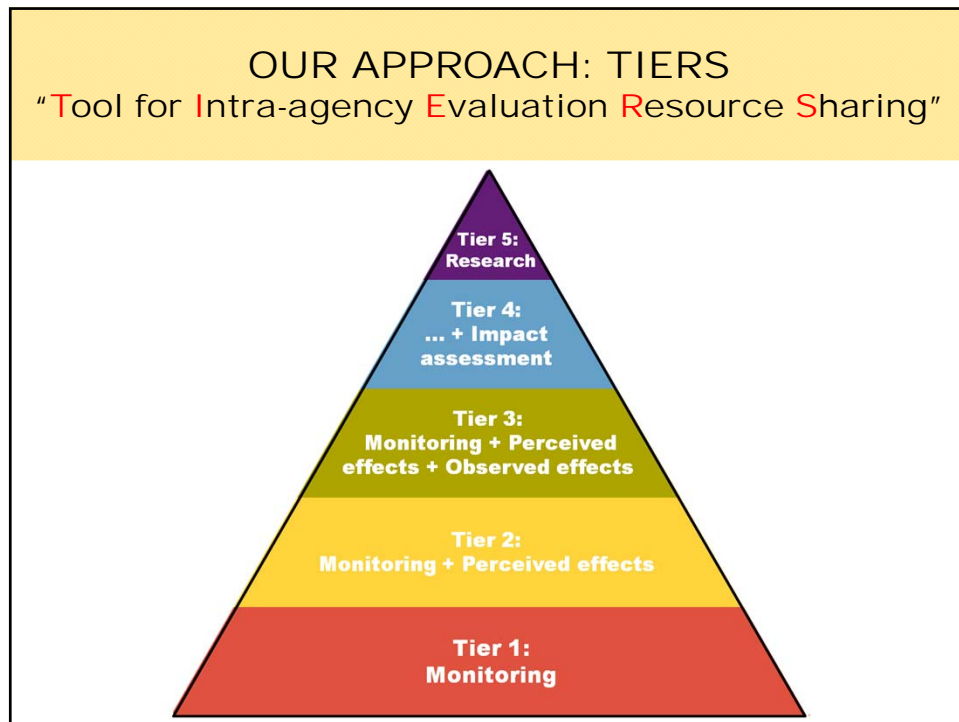 OUR APPROACH: TIERS
“Tool for Intra-agency Evaluation Resource Sharing”
Tier 5:
Research
Tier 4:
... + Impact
assessment
Tier 3:
Monitoring + Perceived
effects + Observed effects
Tier 2:
Monitoring + Perceived effects
Tier 1:
Monitoring